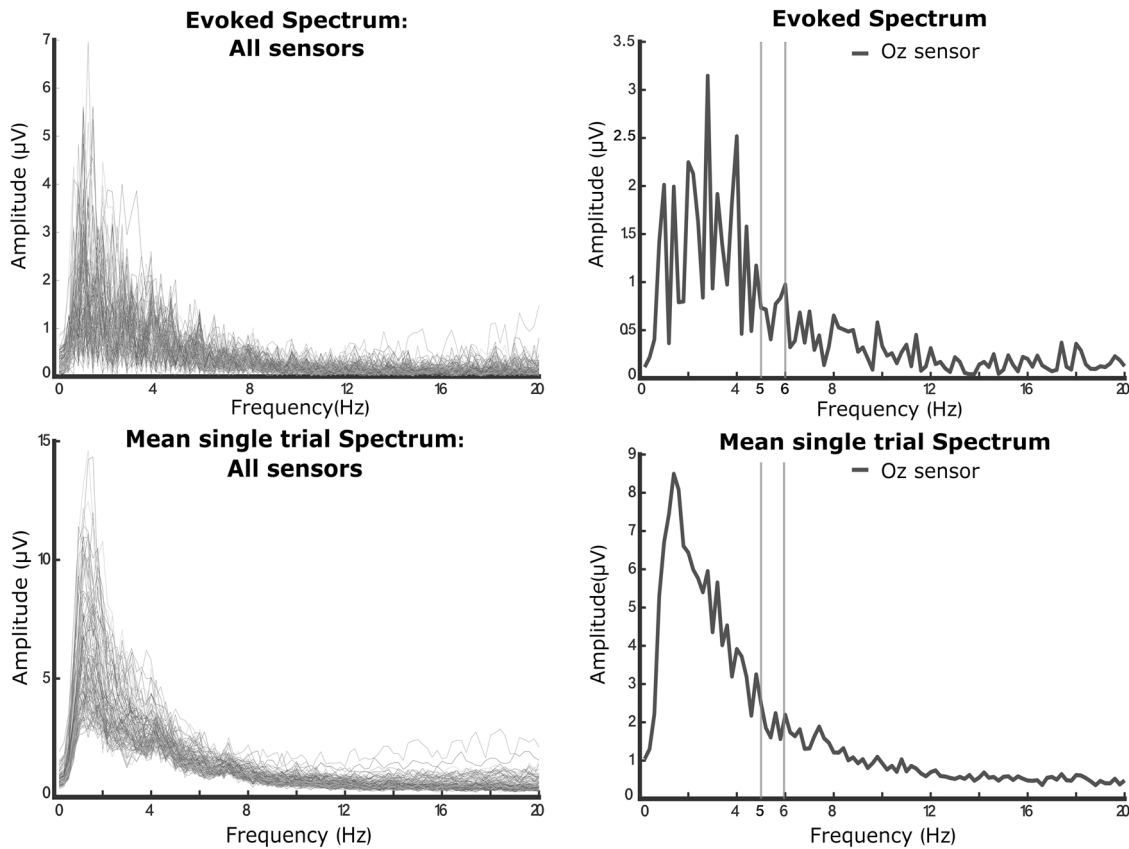 Evoked Spectrum:
All sensors
7
6
5
4
3
2
1
0
Amplitude (µV)
0 4 8 12 16 20
Frequency(Hz)
Evoked Spectrum
Oz sensor
3.5
3
2.5
2
1.5
1
0.5
0
Amplitude (µV)
0 4 5 6 8 12 16 20
Frequency (Hz)
Mean single trial Spectrum:
All sensors
15
10
5
0
Amplitude (µV)
0 4 8 12 16 20
Frequency (Hz)
Mean single trial Spectrum
Oz sensor
9
8
7
6
5
4
3
2
1
0
Amplitude(µV)
0 4 5 6 8 12 16 20
Frequency (Hz)